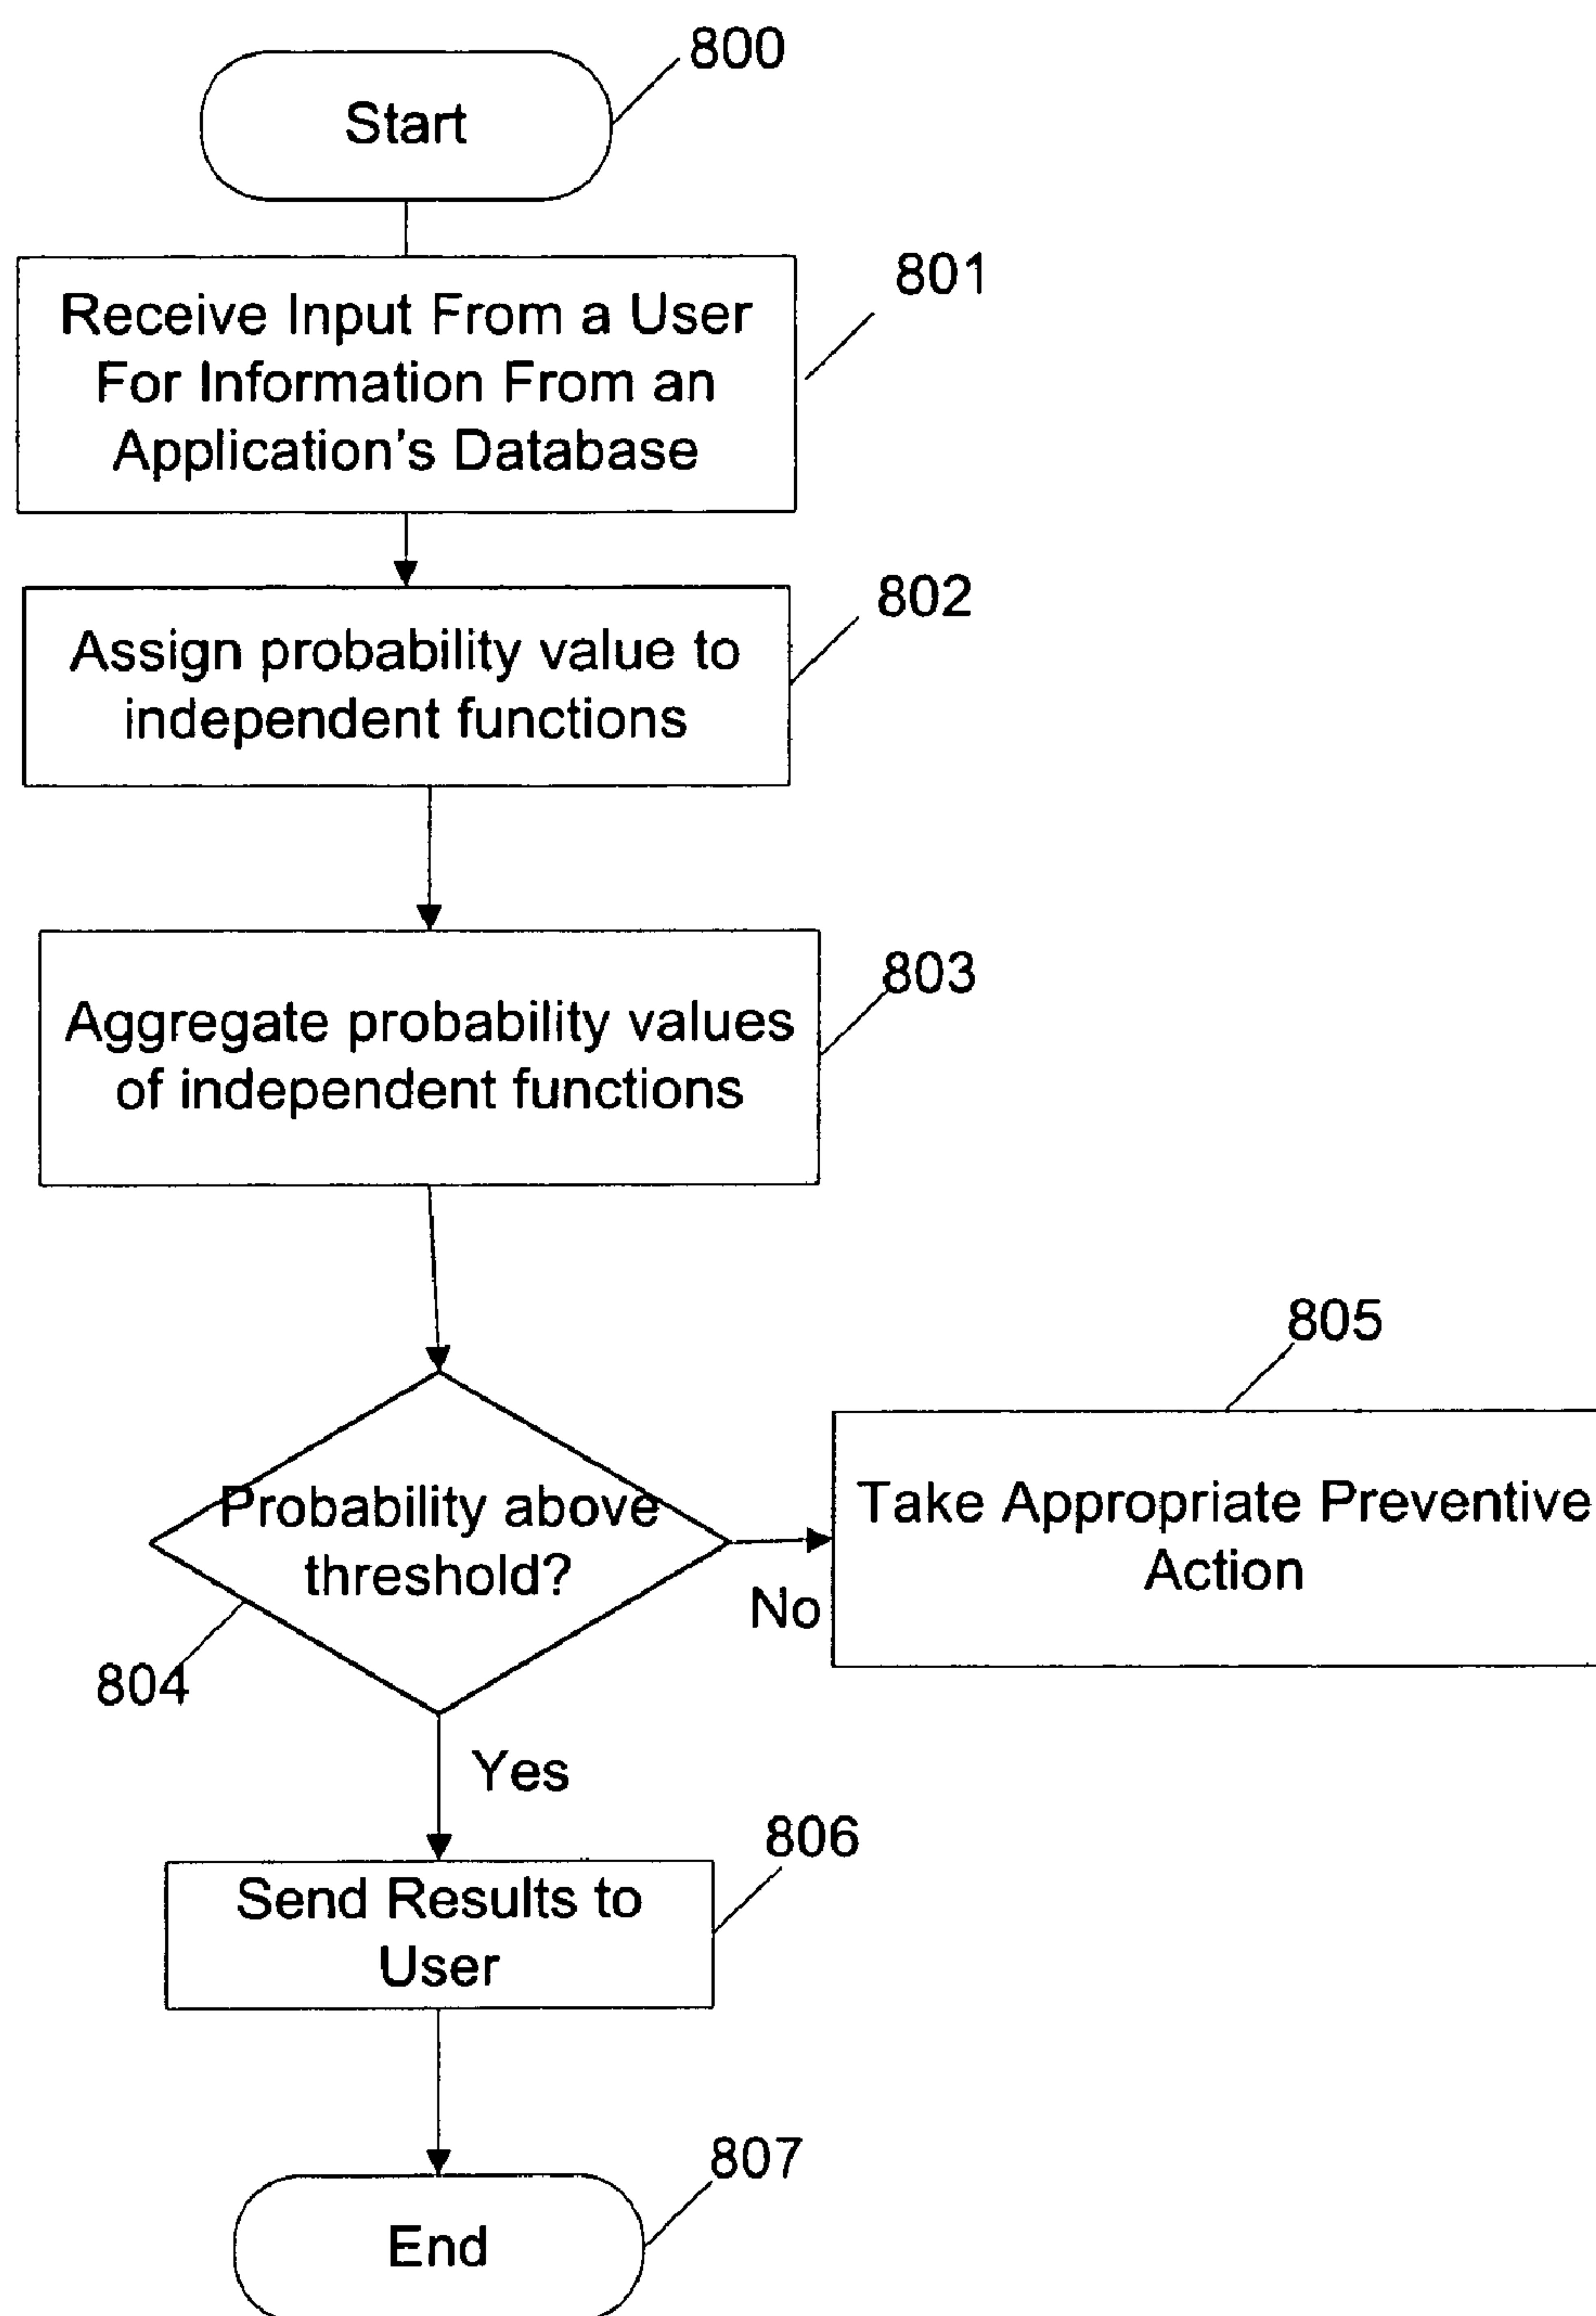 800
Start
801
Receive Input From a User
For Information From an
Application's Database
802
Assign probability value to
independent functions
803
Aggregate probability values
of independent functions
805
Probability above
threshold?
Take Appropriate Preventive
Action
No
804
Yes
806
Send Results to
User
807
End